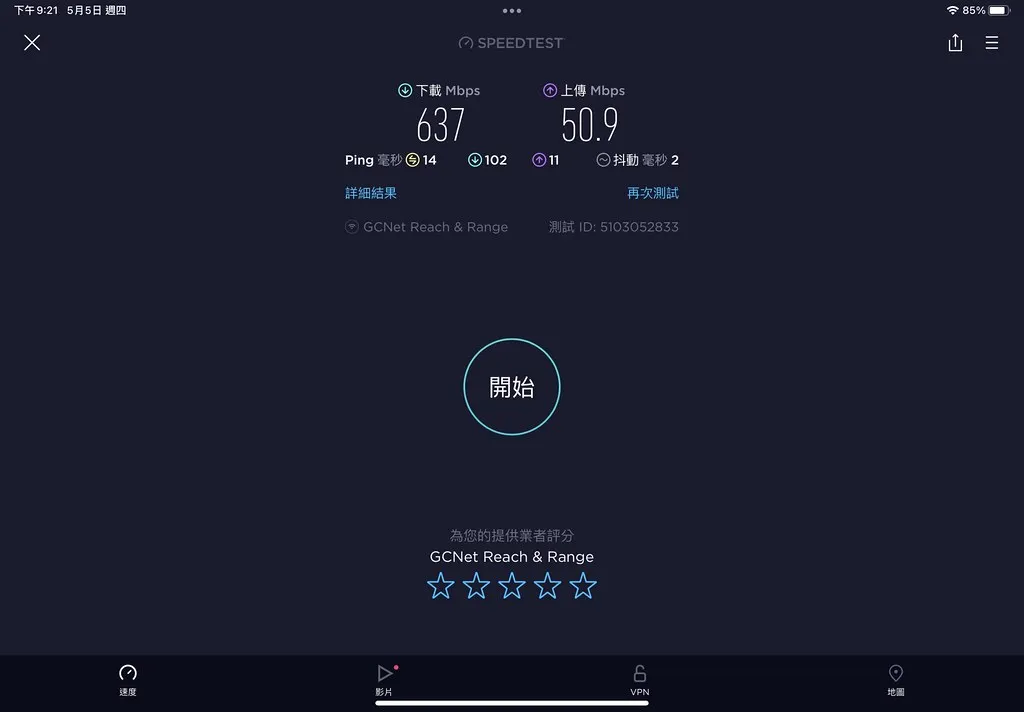 下午9:21 5月5日 週四
85%
SPEEDTEST
下載 Mbps 上傳 Mbps
637 50.9
Ping 毫秒 14 102 11 抖動 毫秒 2
詳細結果 再次測試
GCNet Reach & Range 測試 ID: 5103052833
開始
為您的提供業者評分
GCNet Reach & Range
速度 影片 VPN 地圖